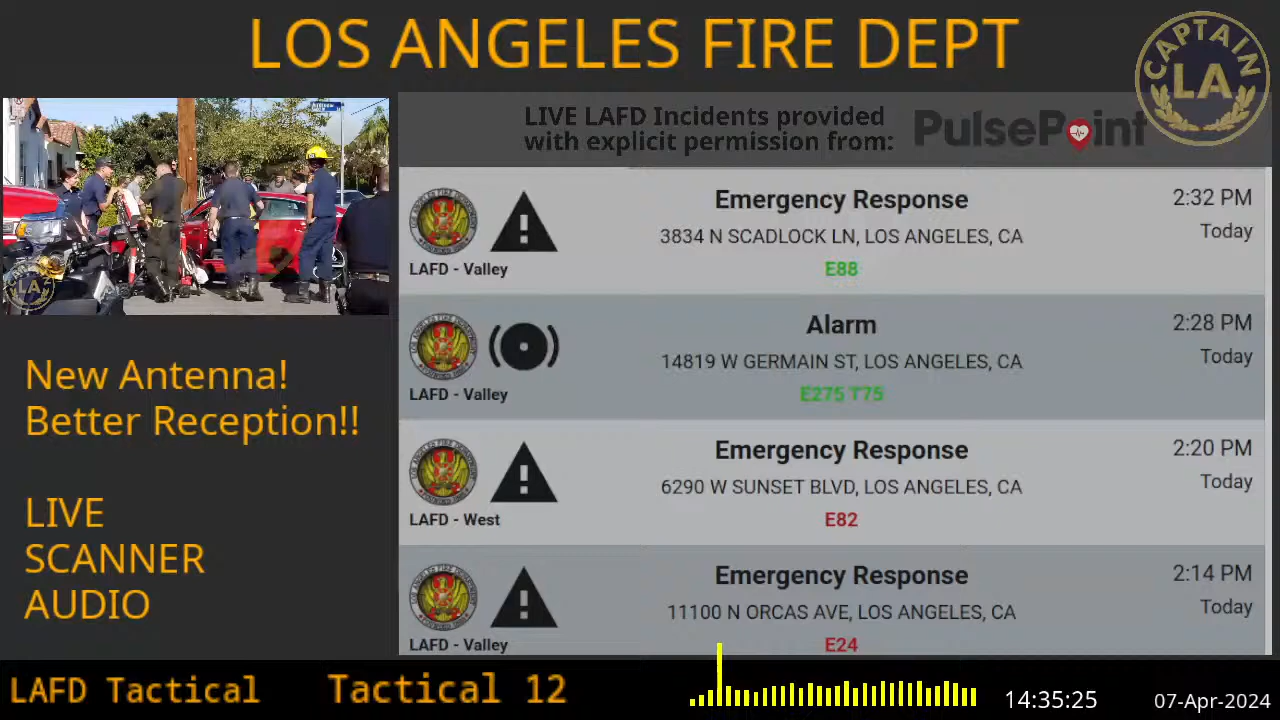 LOS ANGELES FIRE DEPT
CAPTAIN
LA
LIVE LAFD Incidents provided
with explicit permission from:
PulsePoint
Emergency Response
2:32 PM
3834 N SCADLOCK LN, LOS ANGELES, CA
Today
LAFD - Valley
E88
Alarm
2:28 PM
14819 W GERMAIN ST, LOS ANGELES, CA
Today
LAFD - Valley
E275 T75
Emergency Response
2:20 PM
6290 W SUNSET BLVD, LOS ANGELES, CA
Today
LAFD - West
E82
Emergency Response
2:14 PM
11100 N ORCAS AVE, LOS ANGELES, CA
Today
LAFD - Valley
E24
New Antenna!
Better Reception!!
LIVE
SCANNER
AUDIO
LAFD Tactical
Tactical 12
14:35:25
07-Apr-2024